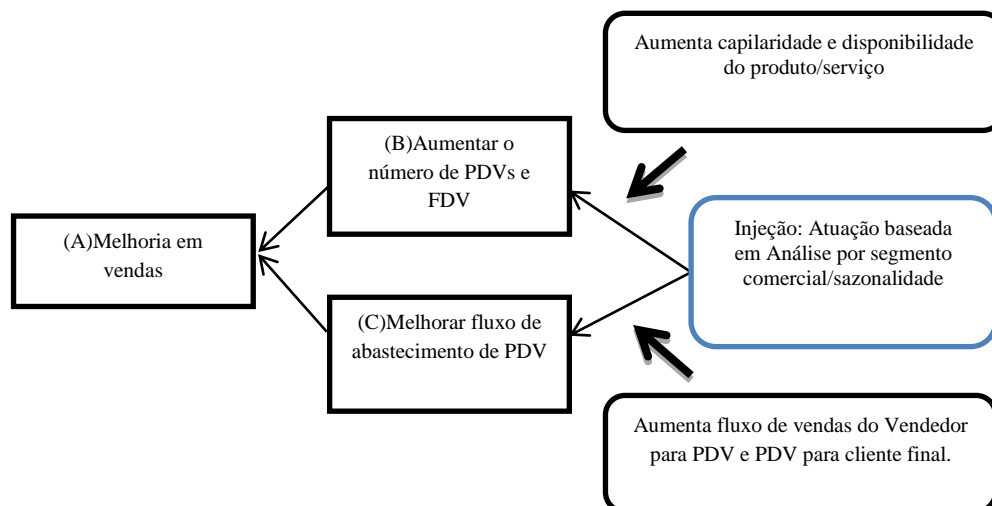 Aumenta capilaridade e disponibilidade
do produto/serviço
(B)Aumentar o
número de PDVs e
FDV
(A)Melhoria em
vendas
Injeção: Atuação baseada
em Análise por segmento
comercial/sazonalidade
(C)Melhorar fluxo de
abastecimento de PDV
Aumenta fluxo de vendas do Vendedor
para PDV e PDV para cliente final.